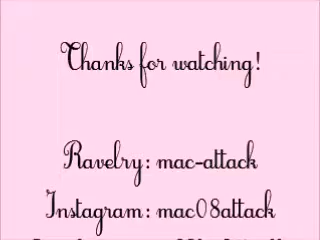 Thanks for watching!
Ravelry: mac-attack
Instagram: mac08attack